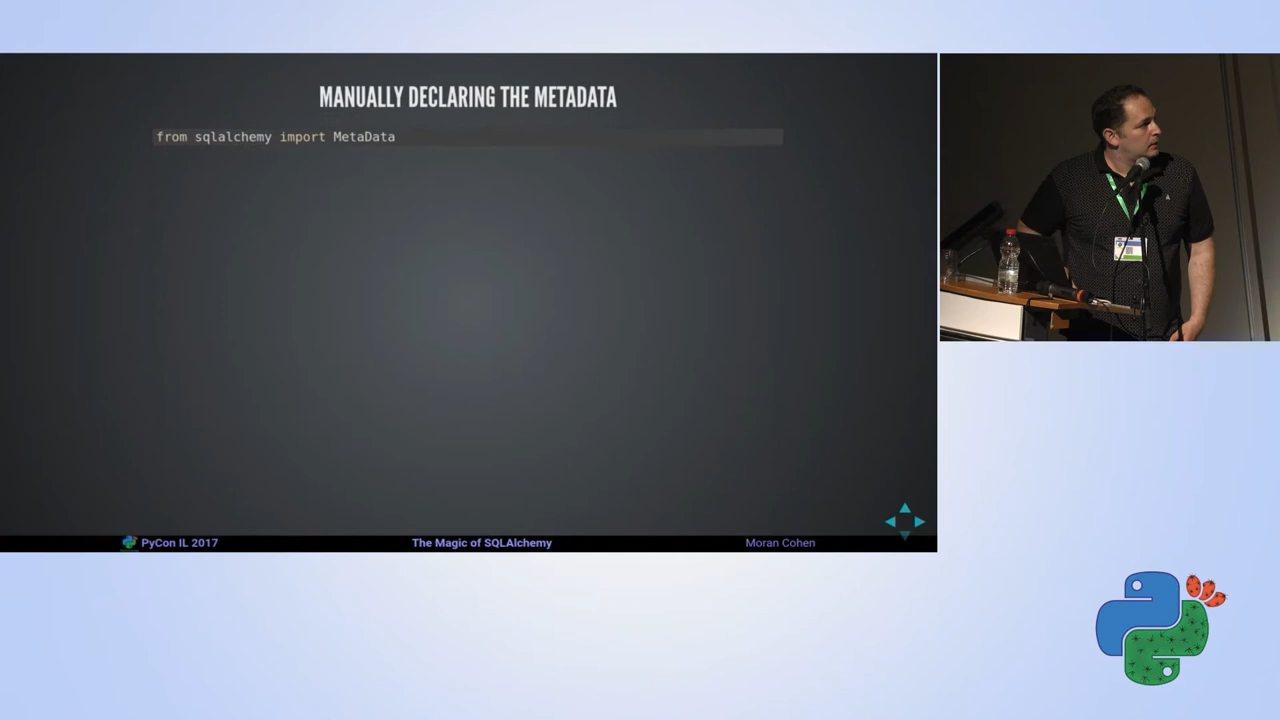 MANUALLY DECLARING THE METADATA
from sqlalchemy import MetaData
PyCon IL 2017
The Magic of SQLAlchemy
Moran Cohen